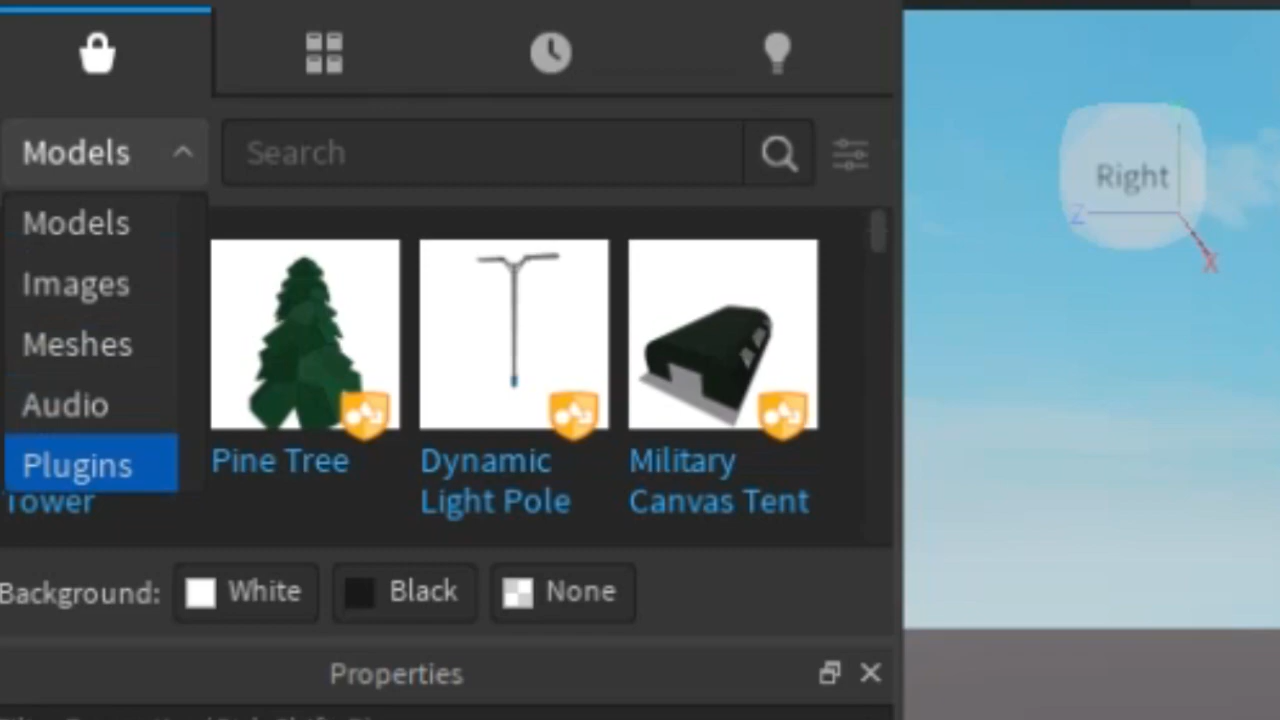 Models
Search
Models
Images
Meshes
Audio
Plugins
Tower
Pine Tree
Dynamic
Light Pole
Military
Canvas Tent
Background:
White
Black
None
Properties
Right
Z
X